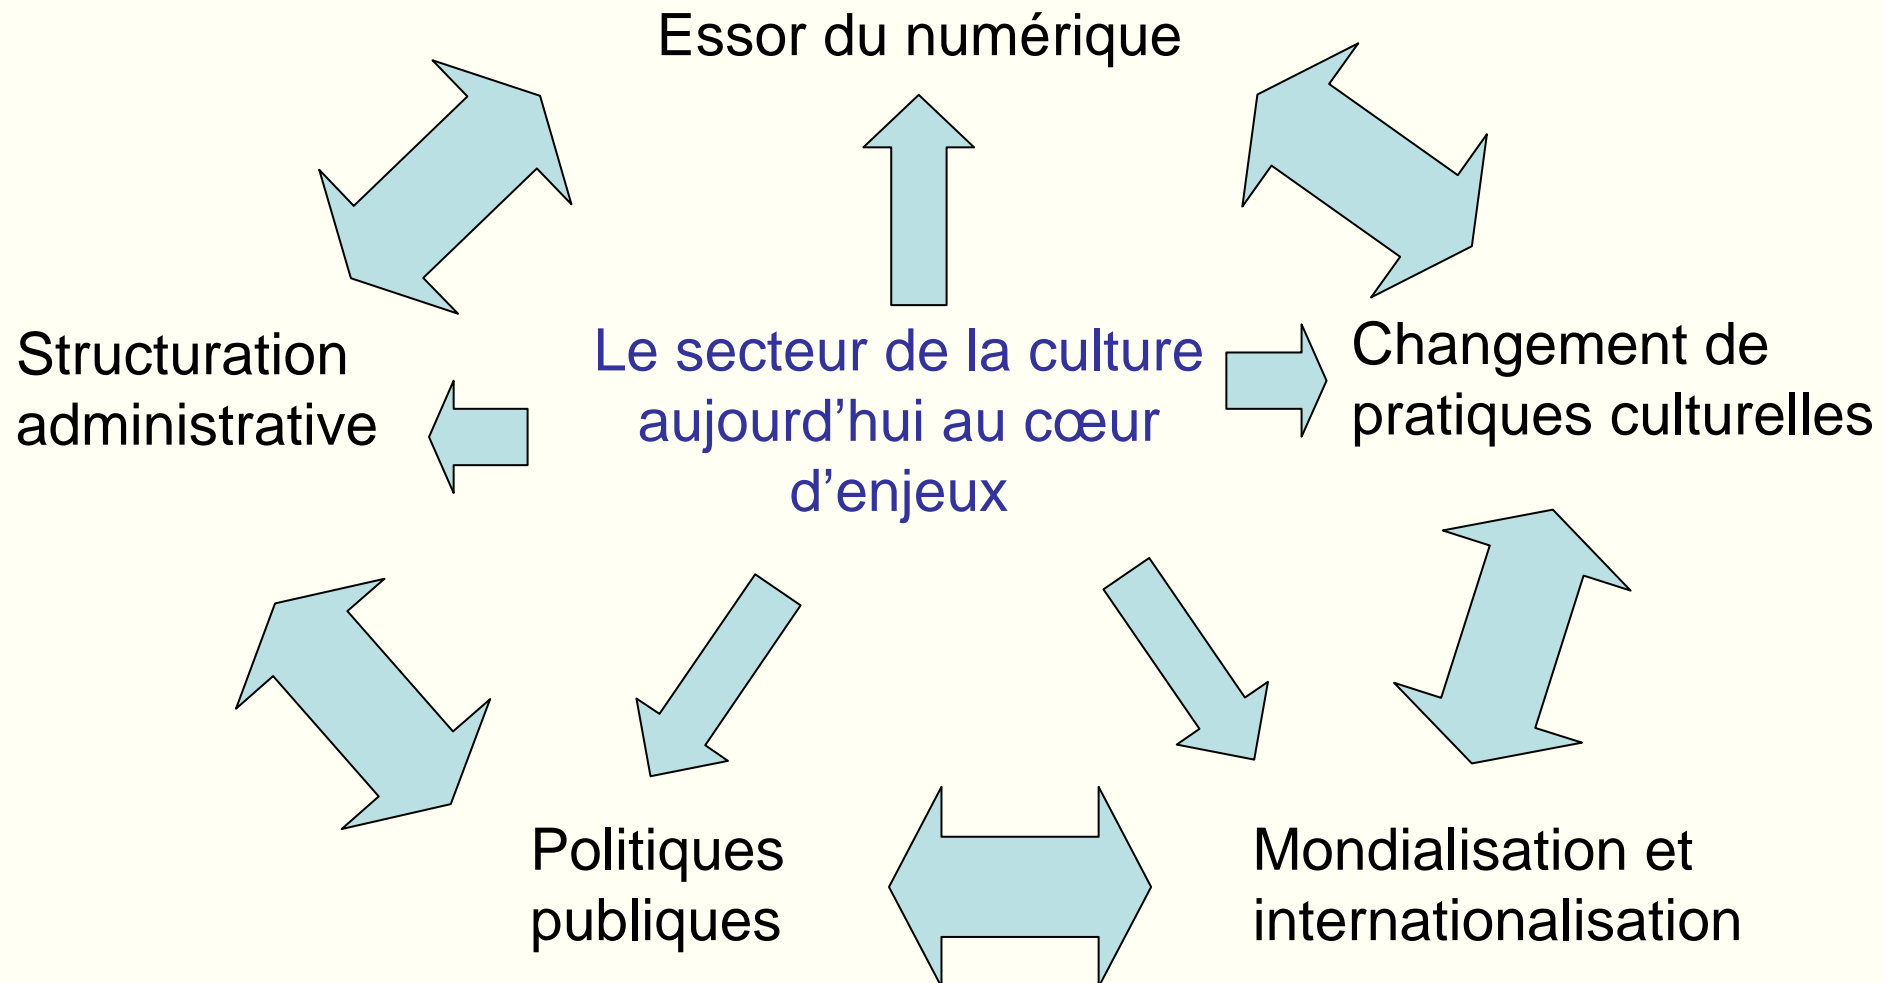 Essor du numérique
Structuration
administrative
Le secteur de la culture
aujourd’hui au cœur
d’enjeux
Changement de
pratiques culturelles
Politiques
publiques
Mondialisation et
internationalisation